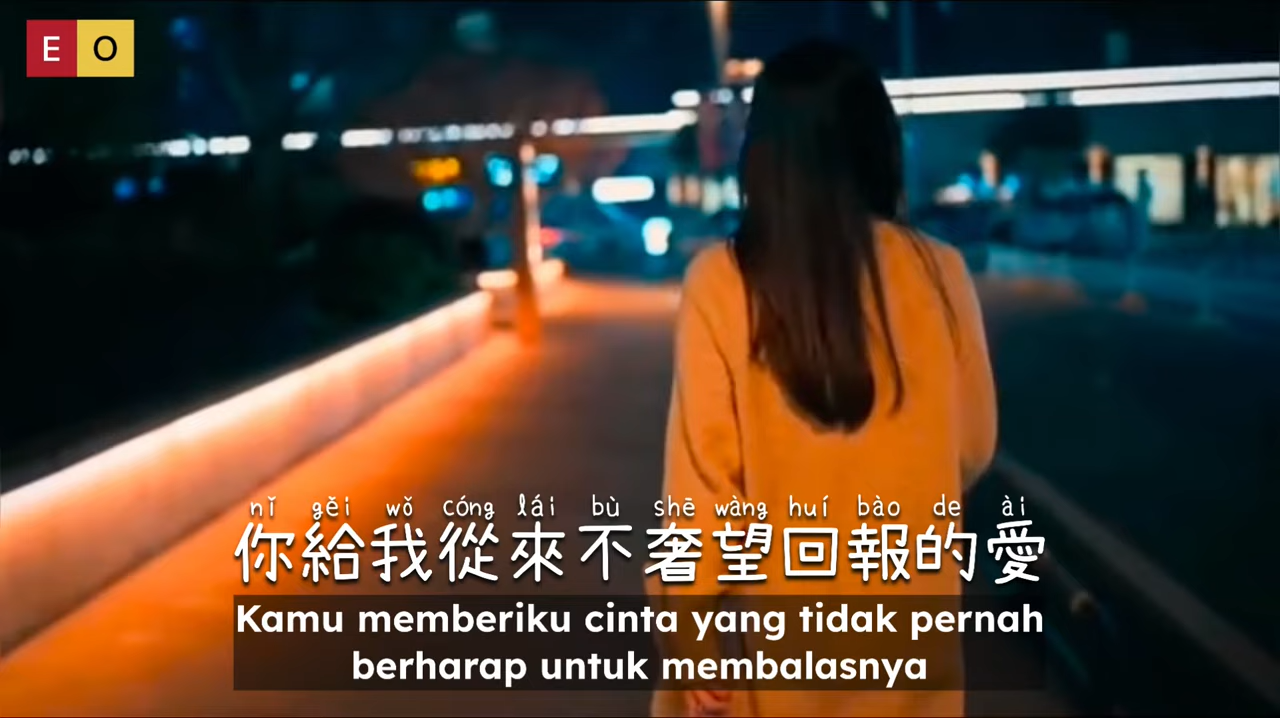 E O
nǐ gěi wǒ cóng lái bù shē wàng huí bào de ài
你給我從來不奢望回報的愛
Kamu memberiku cinta yang tidak pernah
berharap untuk membalasnya